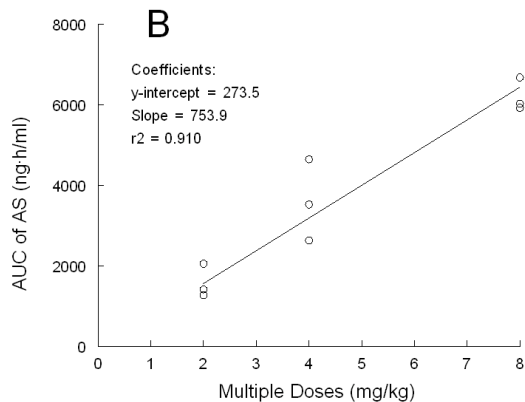 B
Coefficients:
y-intercept = 273.5
Slope = 753.9
r2 = 0.910
AUC of AS (ng·h/ml)
8000
6000
4000
2000
0
0 1 2 3 4 5 6 7 8
Multiple Doses (mg/kg)